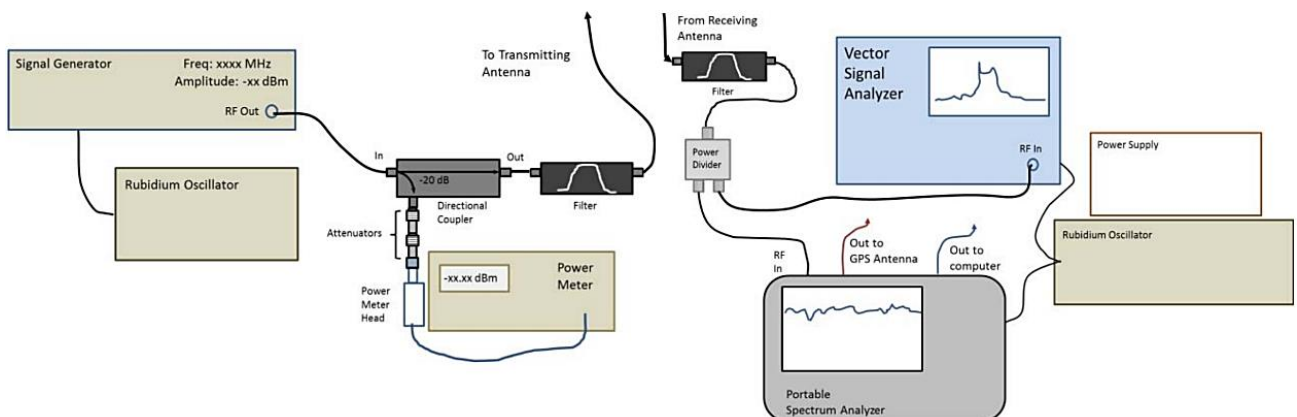 Signal Generator
Freq: xxxx MHz
Amplitude: -xx dBm
RF Out
Rubidium Oscillator
To Transmitting
Antenna
In
Out
-20 dB
Directional
Coupler
Filter
Attenuators
Power
Meter
Head
-xx.xx dBm
Power
Meter
From Receiving
Antenna
Filter
Power
Divider
Vector
Signal
Analyzer
RF In
Power Supply
Rubidium Oscillator
RF
In
Out to
GPS Antenna
Out to
computer
Portable
Spectrum Analyzer